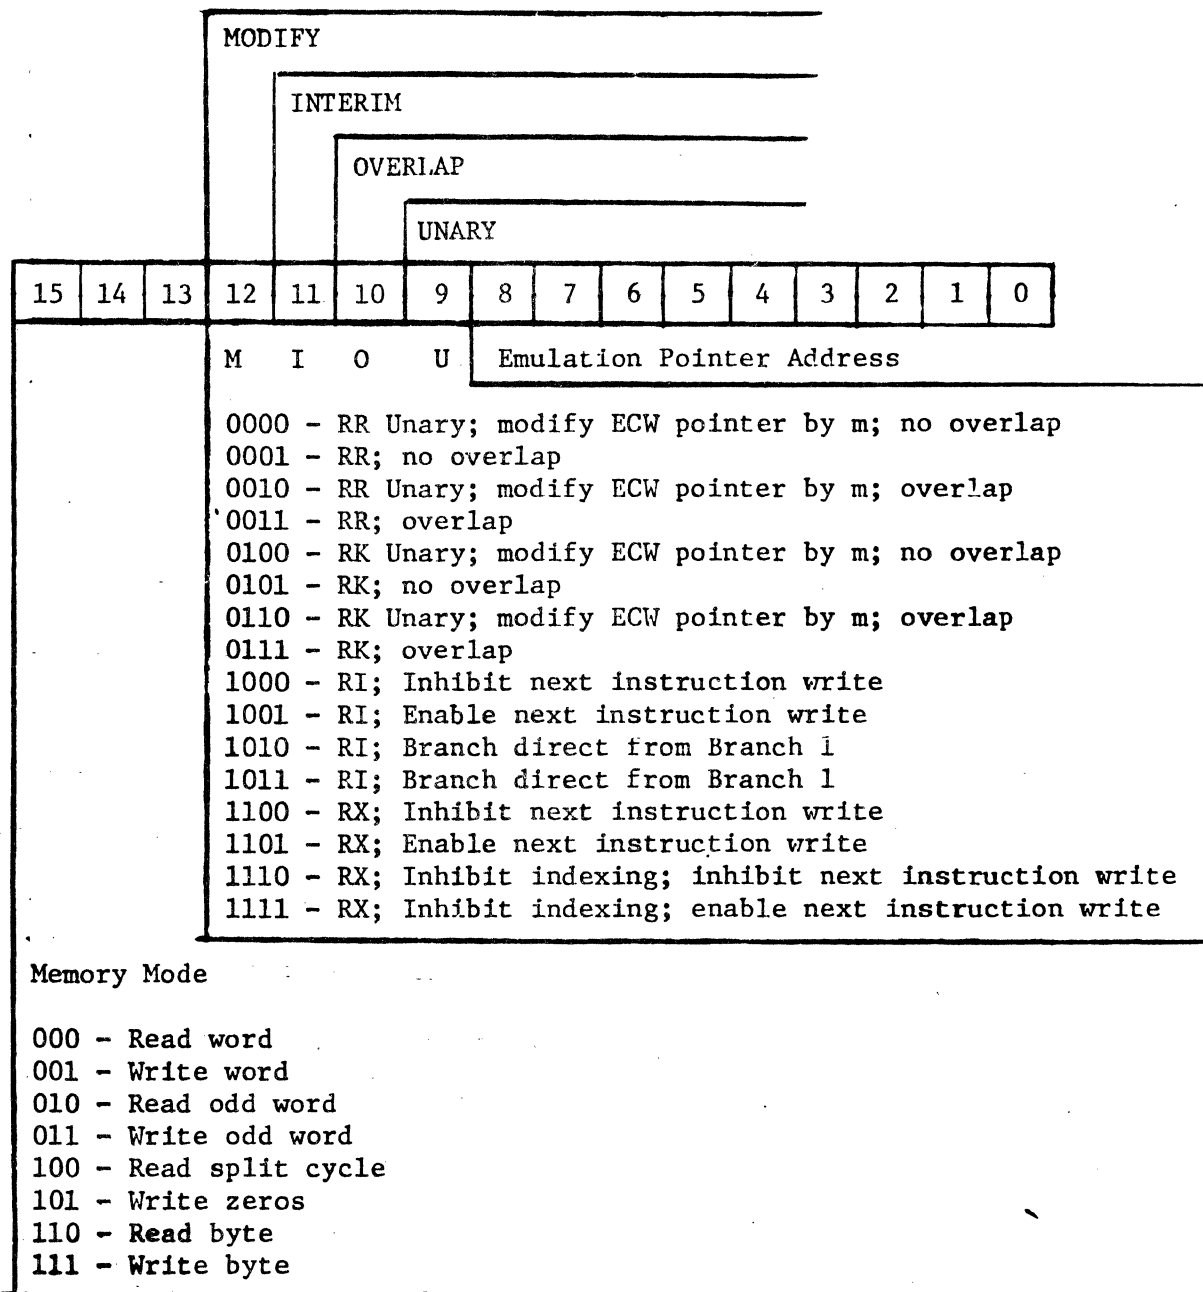 MODIFY
INTERIM
OVERLAP
UNARY
15 14 13 12 11 10 9 8 7 6 5 4 3 2 1 0
M I O U Emulation Pointer Address
0000 - RR Unary; modify ECW pointer by m; no overlap
0001 - RR; no overlap
0010 - RR Unary; modify ECW pointer by m; overlap
0011 - RR; overlap
0100 - RK Unary; modify ECW pointer by m; no overlap
0101 - RK; no overlap
0110 - RK Unary; modify ECW pointer by m; overlap
0111 - RK; overlap
1000 - RI; Inhibit next instruction write
1001 - RI; Enable next instruction write
1010 - RI; Branch direct from Branch 1
1011 - RI; Branch direct from Branch 1
1100 - RX; Inhibit next instruction write
1101 - RX; Enable next instruction write
1110 - RX; Inhibit indexing; inhibit next instruction write
1111 - RX; Inhibit indexing; enable next instruction write
Memory Mode
000 - Read word
001 - Write word
010 - Read odd word
011 - Write odd word
100 - Read split cycle
101 - Write zeros
110 - Read byte
111 - Write byte